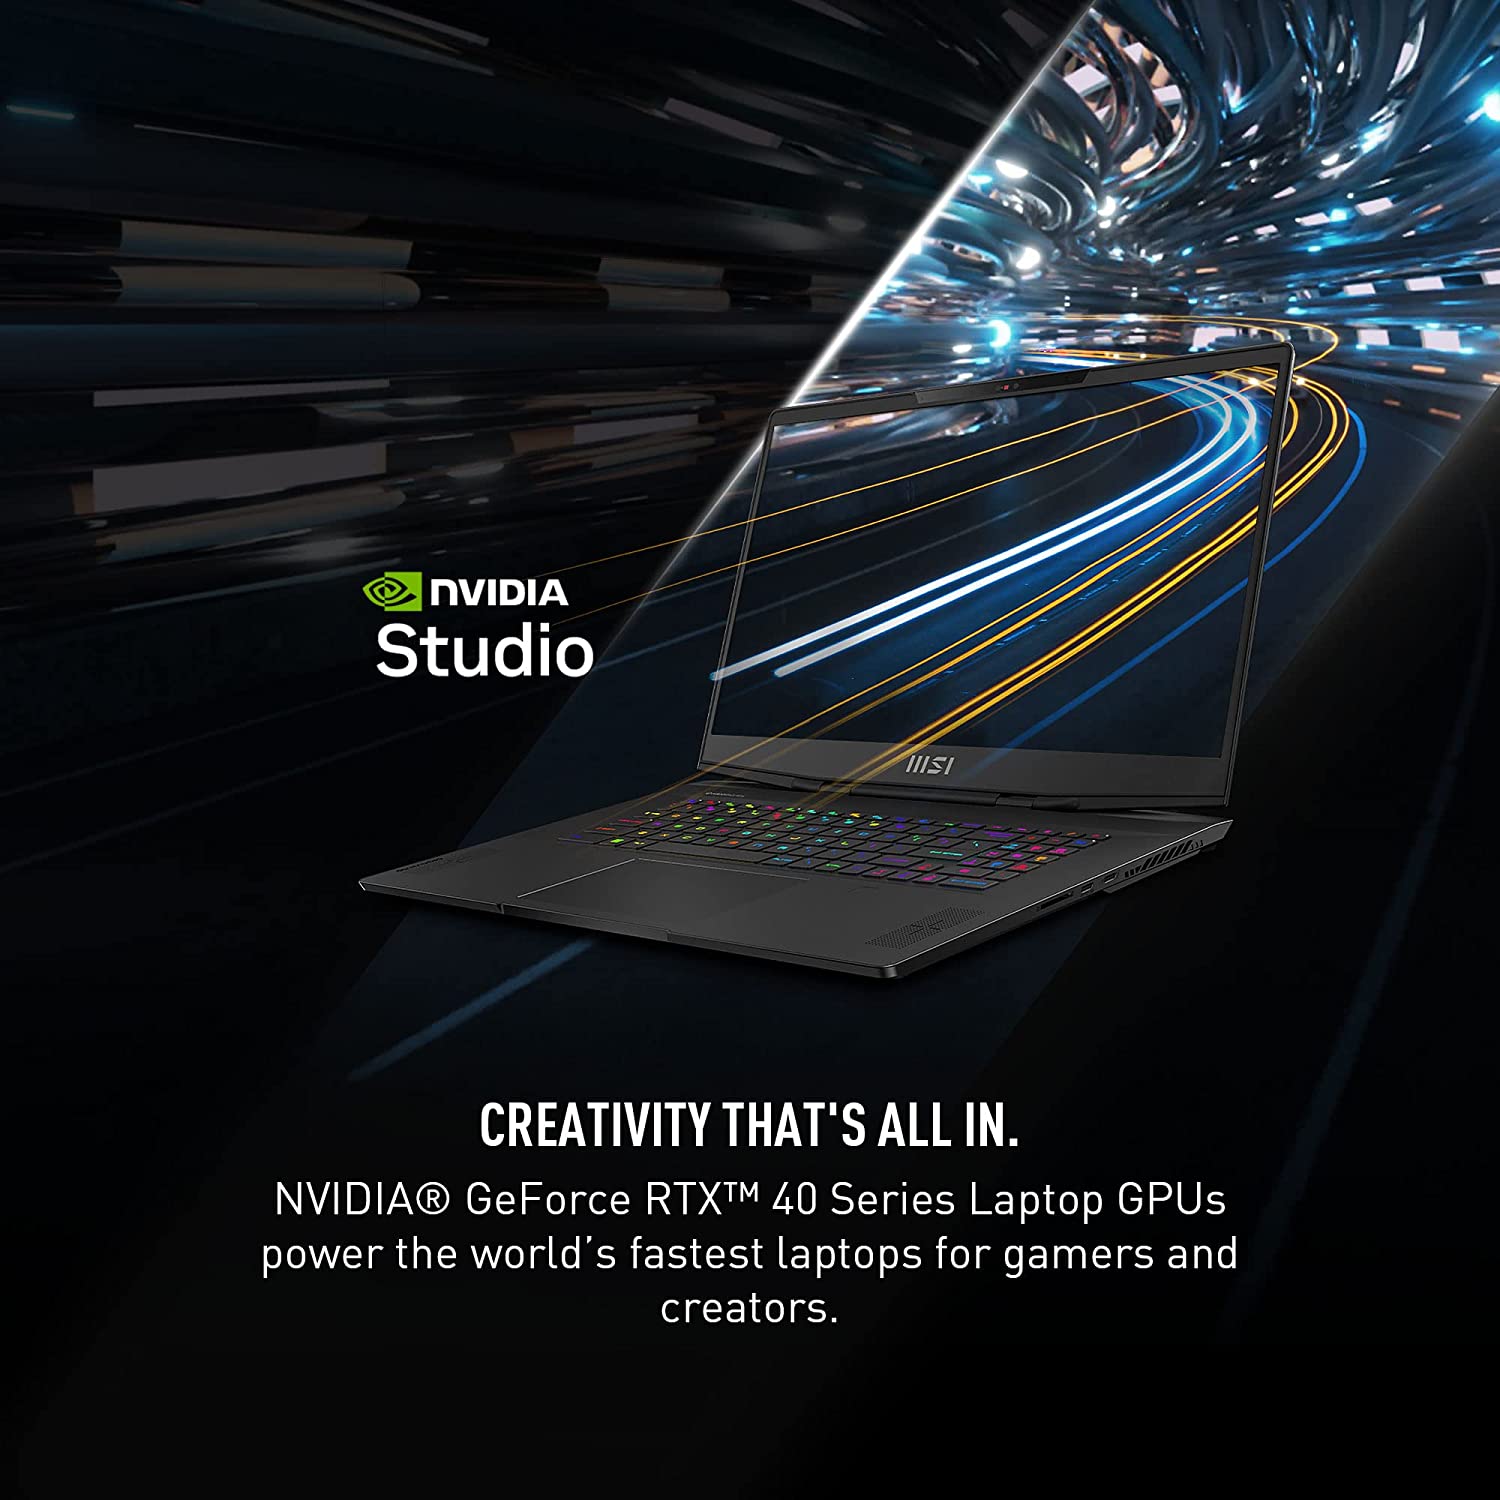 NVIDIA
Studio
msi
CREATIVITY THAT'S ALL IN.
NVIDIA® GeForce RTX™ 40 Series Laptop GPUs
power the world’s fastest laptops for gamers and
creators.